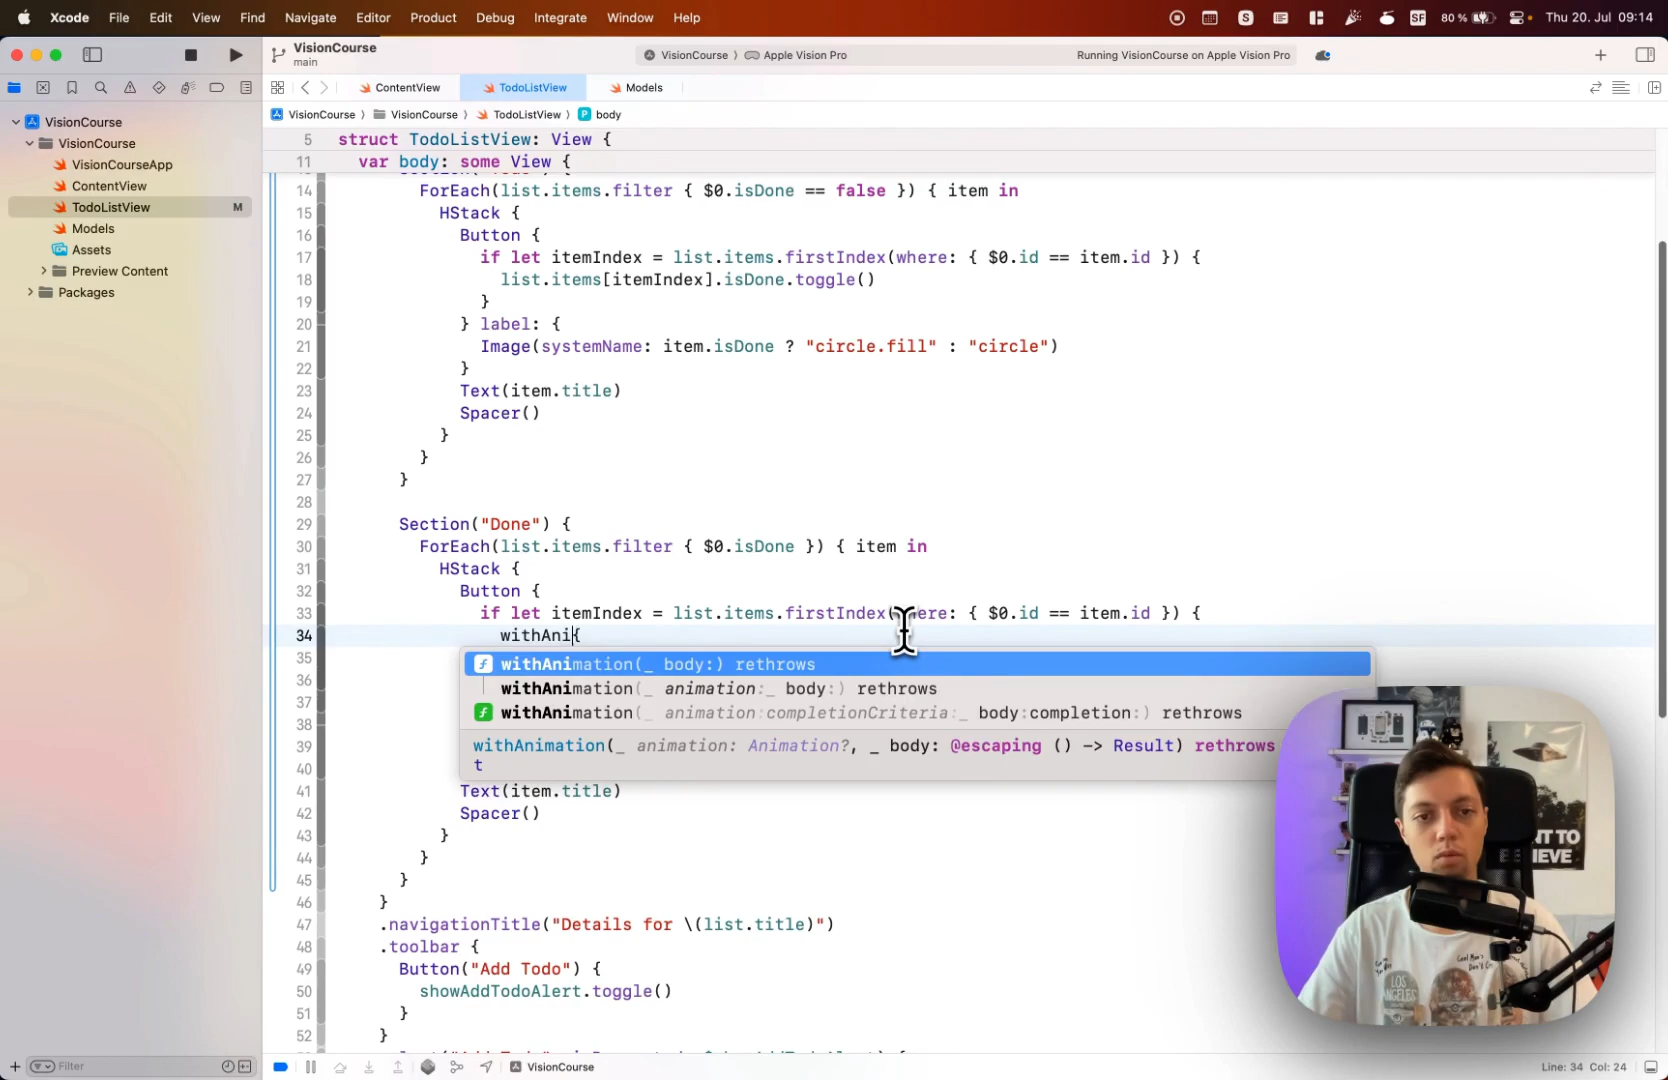 Xcode File Edit View Find Navigate Editor Product Debug Integrate Window Help
S
SF
80 %
Thu 20. Jul 09:14
VisionCourse
main
VisionCourse 〉 Apple Vision Pro
Running VisionCourse on Apple Vision Pro
ContentView
TodoListView
Models
VisionCourse 〉 VisionCourse 〉 TodoListView 〉 P body
VisionCourse
VisionCourse
VisionCourseApp
ContentView
TodoListView M
Models
Assets
Preview Content
Packages
5 struct TodoListView: View {
11 var body: some View {
14 ForEach(list.items.filter { $0.isDone == false }) { item in
15 HStack {
16 Button {
17 if let itemIndex = list.items.firstIndex(where: { $0.id == item.id }) {
18 list.items[itemIndex].isDone.toggle()
19 }
20 } label: {
21 Image(systemName: item.isDone ? "circle.fill" : "circle")
22 }
23 Text(item.title)
24 Spacer()
25 }
26 }
27 }
28
29 Section("Done") {
30 ForEach(list.items.filter { $0.isDone }) { item in
31 HStack {
32 Button {
33 if let itemIndex = list.items.firstIndex(where: { $0.id == item.id }) {
34 withAni{
35
f withAnimation(_ body:) rethrows
36
withAnimation(_ animation:_ body:) rethrows
37
f withAnimation(_ animation:completionCriteria:_ body:completion:) rethrows
38
39 withAnimation(_ animation: Animation?, _ body: @escaping () -> Result) rethrows
40 t
41 Text(item.title)
42 Spacer()
43 }
44 }
45 }
46 }
47 .navigationTitle("Details for \(list.title)")
48 .toolbar {
49 Button("Add Todo") {
50 showAddTodoAlert.toggle()
51 }
52 }
Filter
VisionCourse
Line: 34 Col: 24
LOS
ANGELES